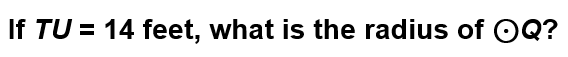 If TU = 14 feet, what is the radius of ⊙Q?